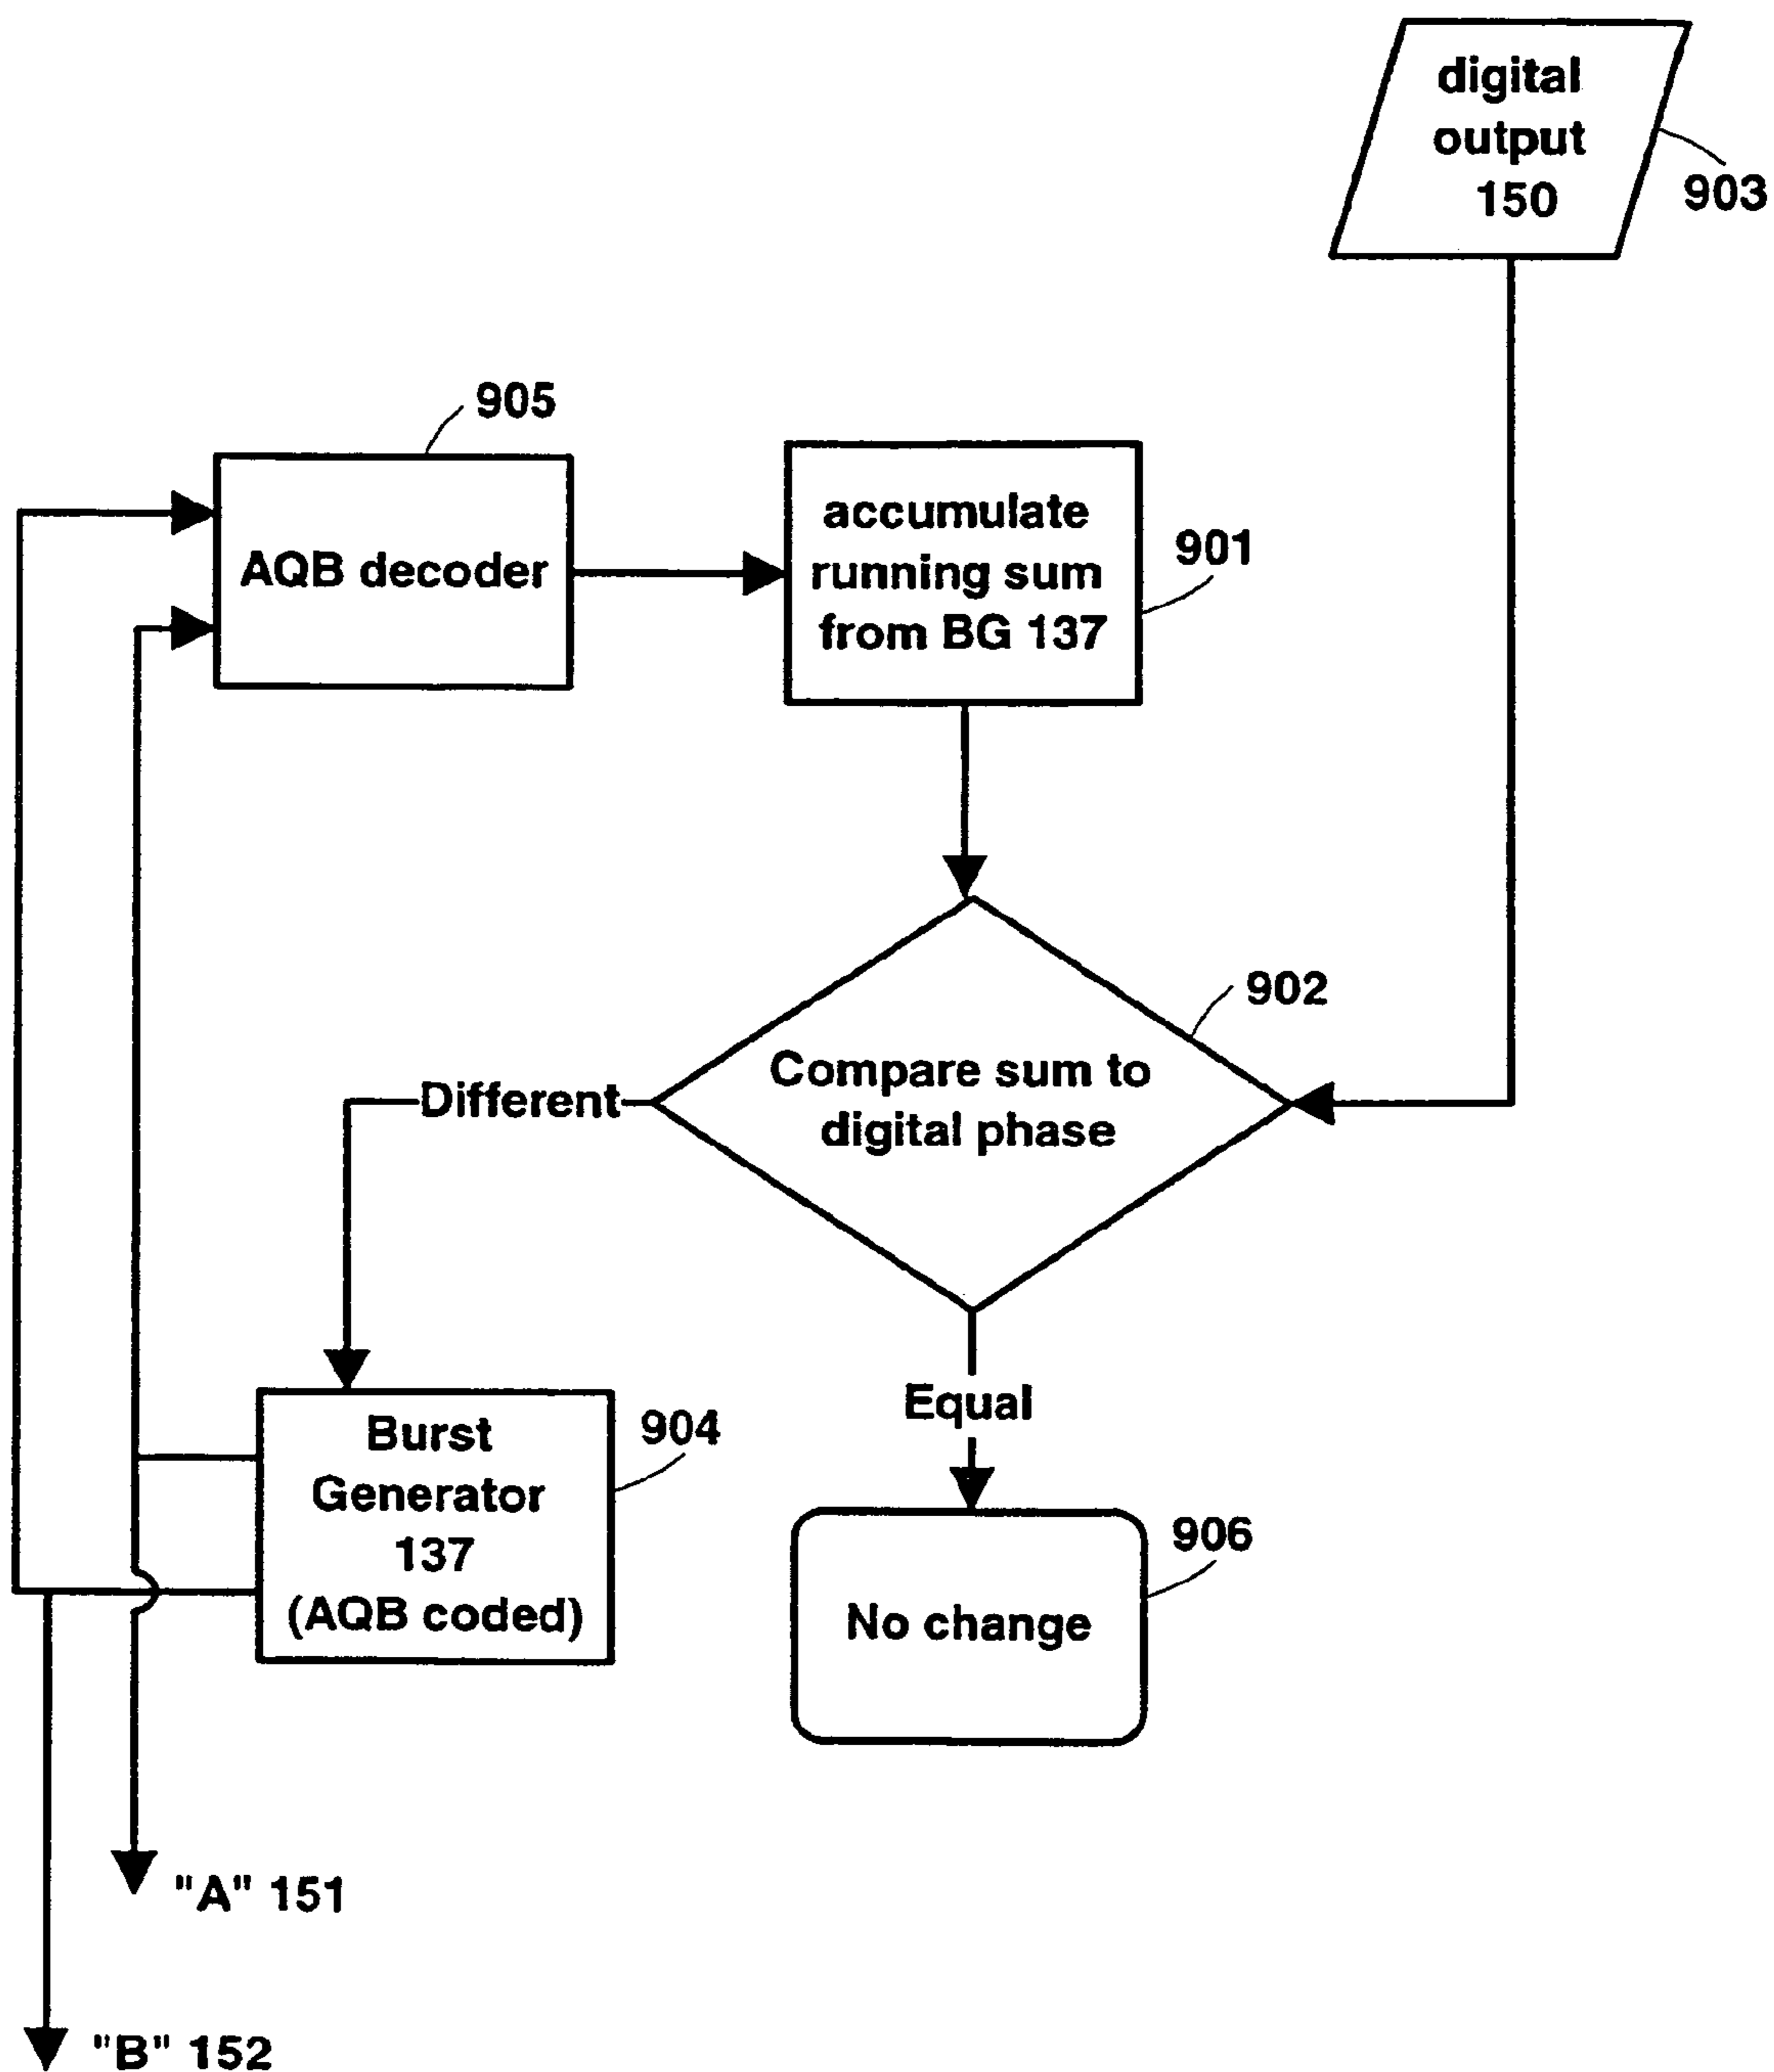 digital
output
150
903
905
AQB decoder
accumulate
running sum
from BG 137
901
902
Compare sum to
digital phase
Different
Equal
Burst
Generator
137
(AQB coded)
904
906
No change
"A" 151
"B" 152